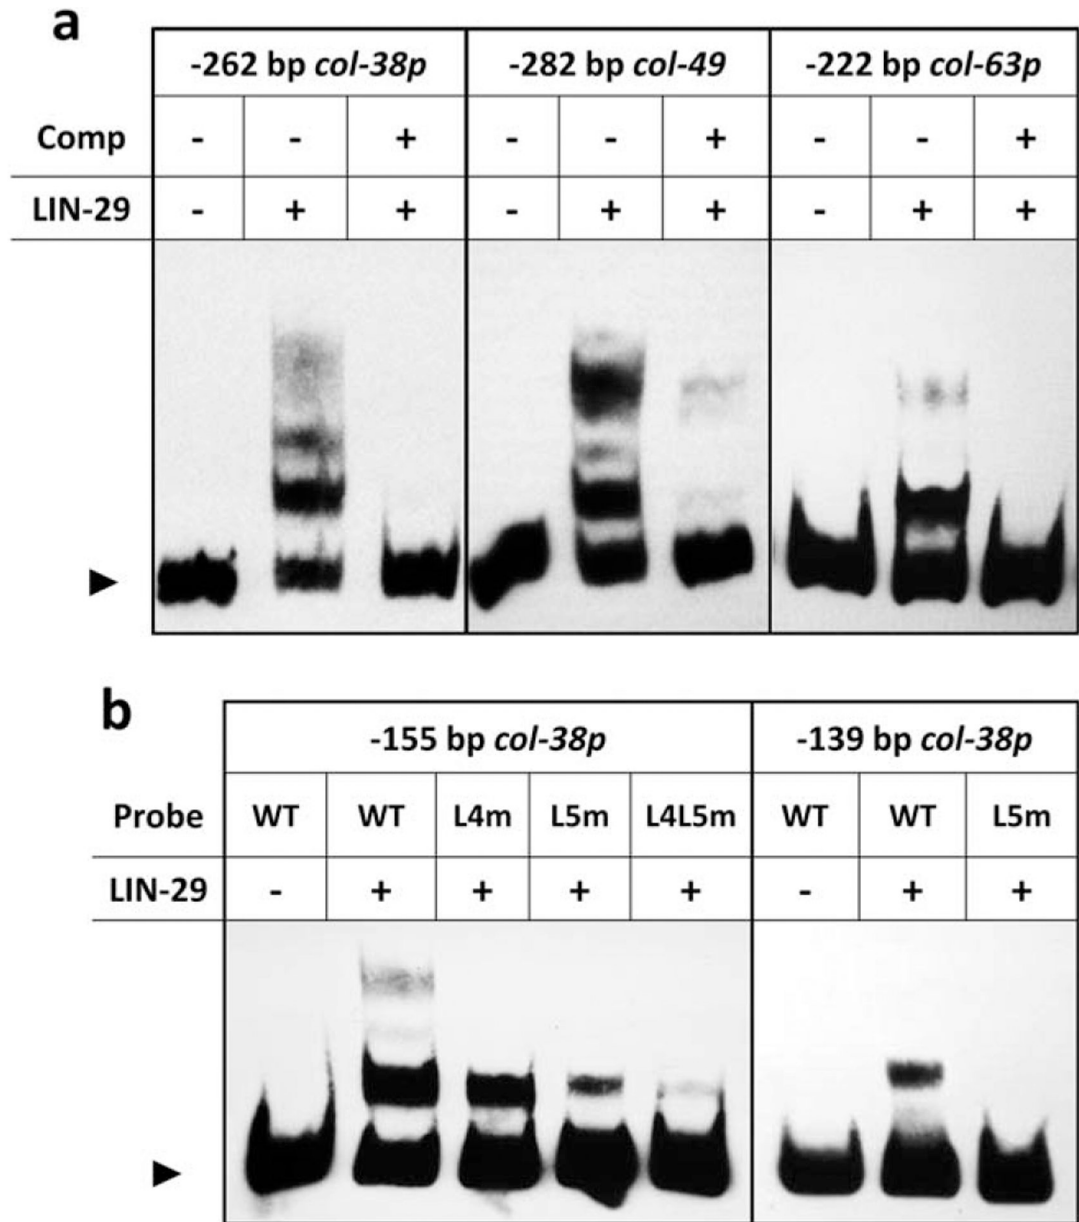 a
-262 bp col-38p -282 bp col-49 -222 bp col-63p
Comp - - + - - + - - +
LIN-29 - + + - + + - + +
b
-155 bp col-38p -139 bp col-38p
Probe WT WT L4m L5m L4L5m WT WT L5m
LIN-29 - + + + + - + +